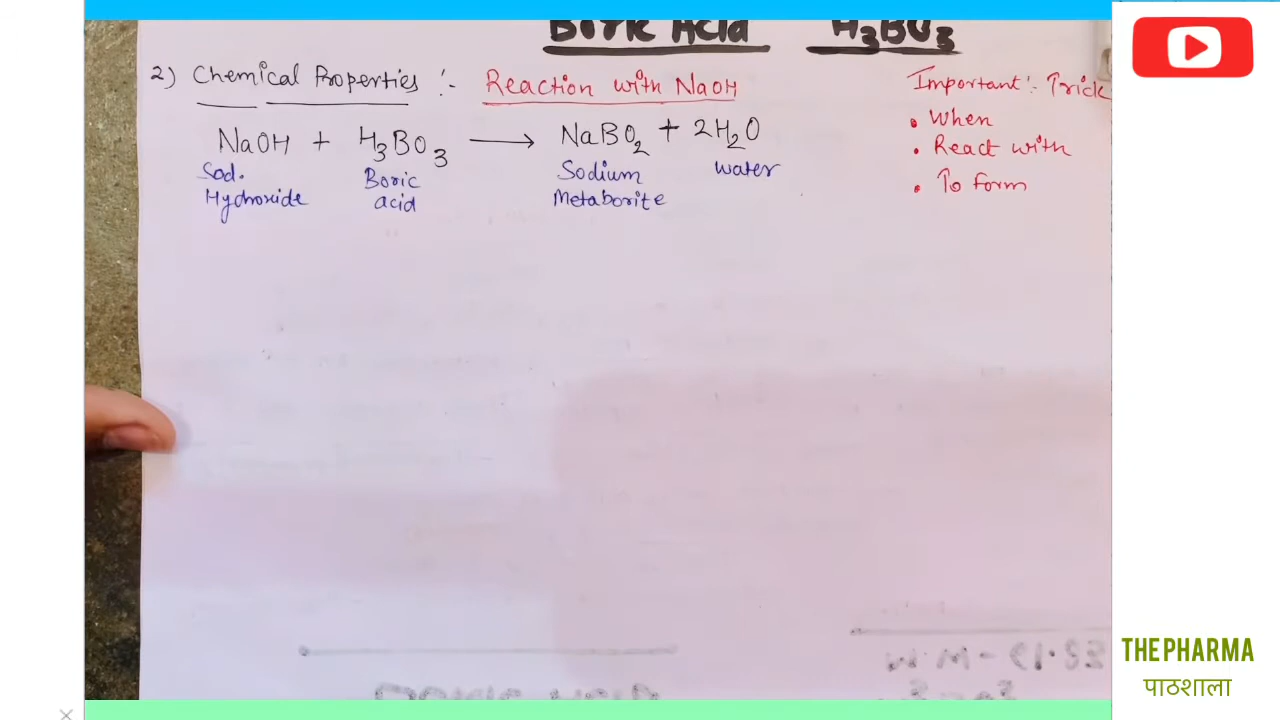 Boric Acid H₃BO₃
2) Chemical Properties :- Reaction with NaOH
Important :- Trick
• When
• React with
• To form
NaOH + H₃BO₃ → NaBO₂ + 2H₂O
Sod. Hydroxide
Boric acid
Sodium Metaborite
water
THE PHARMA
पाठशाला